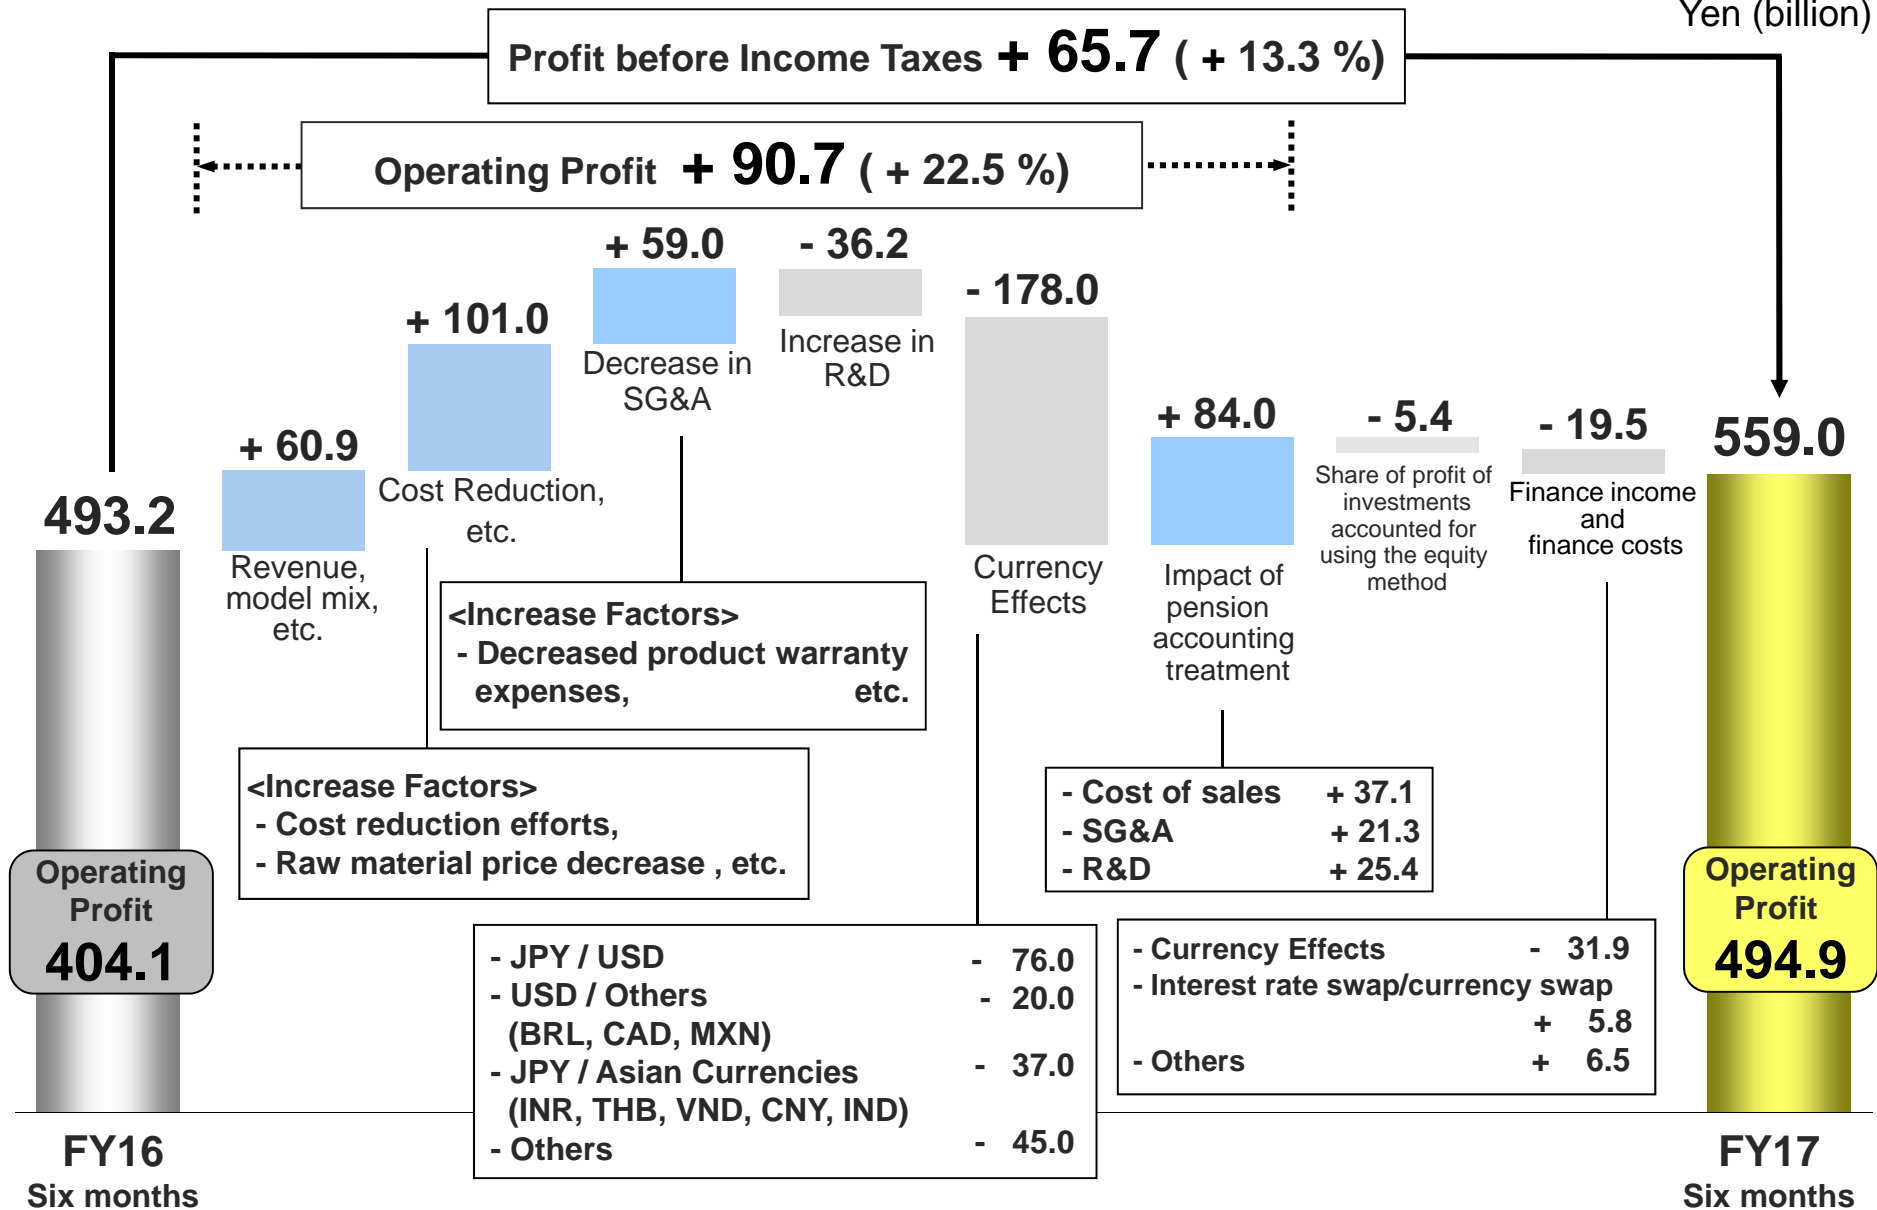 Yen (billion)
Profit before Income Taxes + 65.7 ( + 13.3 %)
Operating Profit + 90.7 ( + 22.5 %)
493.2
Operating
Profit
404.1
FY16
Six months
+ 60.9
Revenue,
model mix,
etc.
+ 101.0
Cost Reduction,
etc.
<Increase Factors>
- Cost reduction efforts,
- Raw material price decrease , etc.
+ 59.0
Decrease in
SG&A
<Increase Factors>
- Decreased product warranty
expenses, etc.
- 36.2
Increase in
R&D
- 178.0
Currency
Effects
- JPY / USD - 76.0
- USD / Others - 20.0
(BRL, CAD, MXN)
- JPY / Asian Currencies - 37.0
(INR, THB, VND, CNY, IND)
- Others - 45.0
+ 84.0
Impact of
pension
accounting
treatment
- Cost of sales + 37.1
- SG&A + 21.3
- R&D + 25.4
- 5.4
Share of profit of
investments
accounted for
using the equity
method
- 19.5
Finance income
and
finance costs
- Currency Effects - 31.9
- Interest rate swap/currency swap
+ 5.8
- Others + 6.5
559.0
Operating
Profit
494.9
FY17
Six months